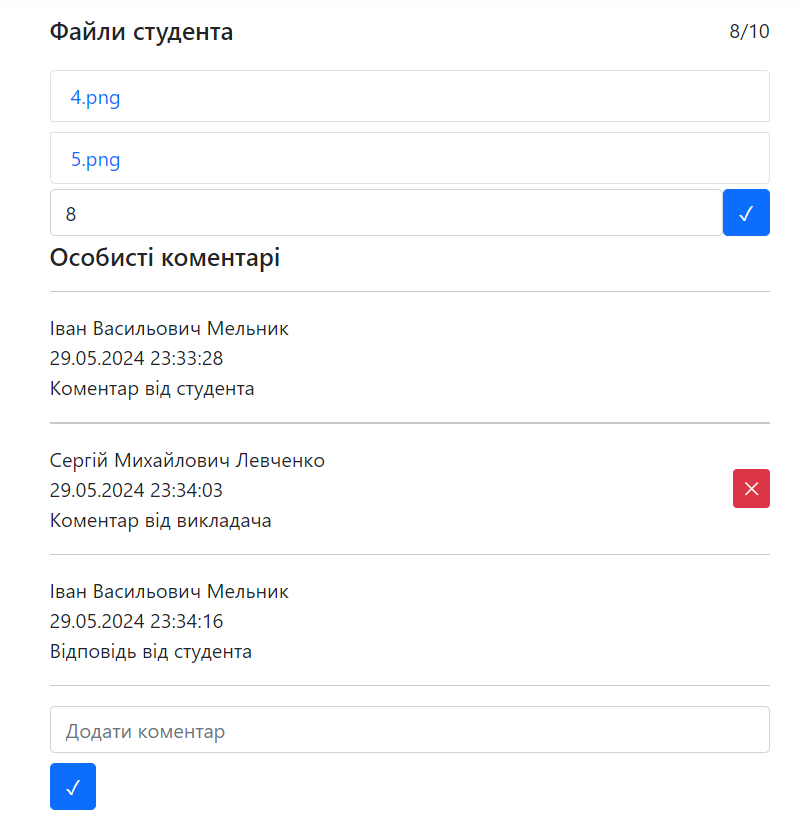 Файли студента 8/10
4.png
5.png
8
Особисті коментарі
Іван Васильович Мельник
29.05.2024 23:33:28
Коментар від студента
Сергій Михайлович Левченко
29.05.2024 23:34:03
Коментар від викладача
Іван Васильович Мельник
29.05.2024 23:34:16
Відповідь від студента
Додати коментар